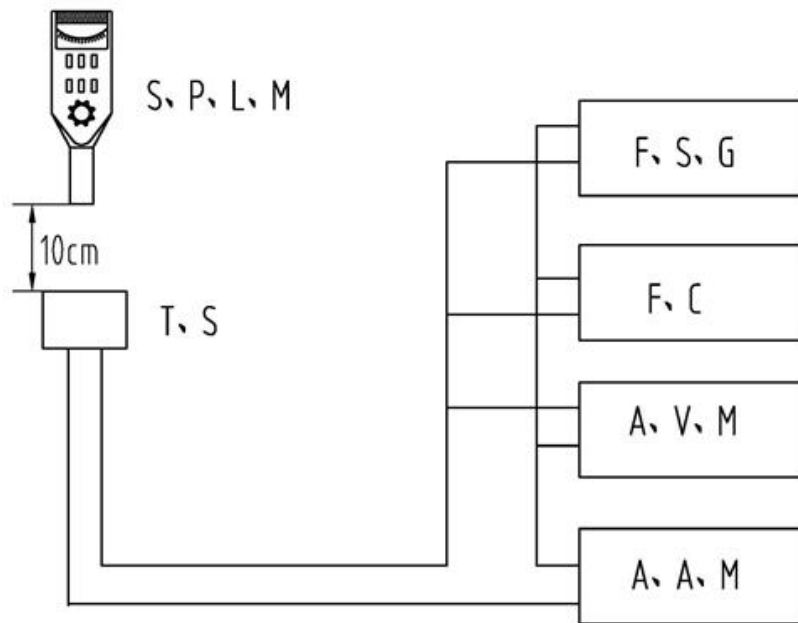 S、P、L、M
F、S、G
10cm
F、C
T、S
A、V、M
A、A、M